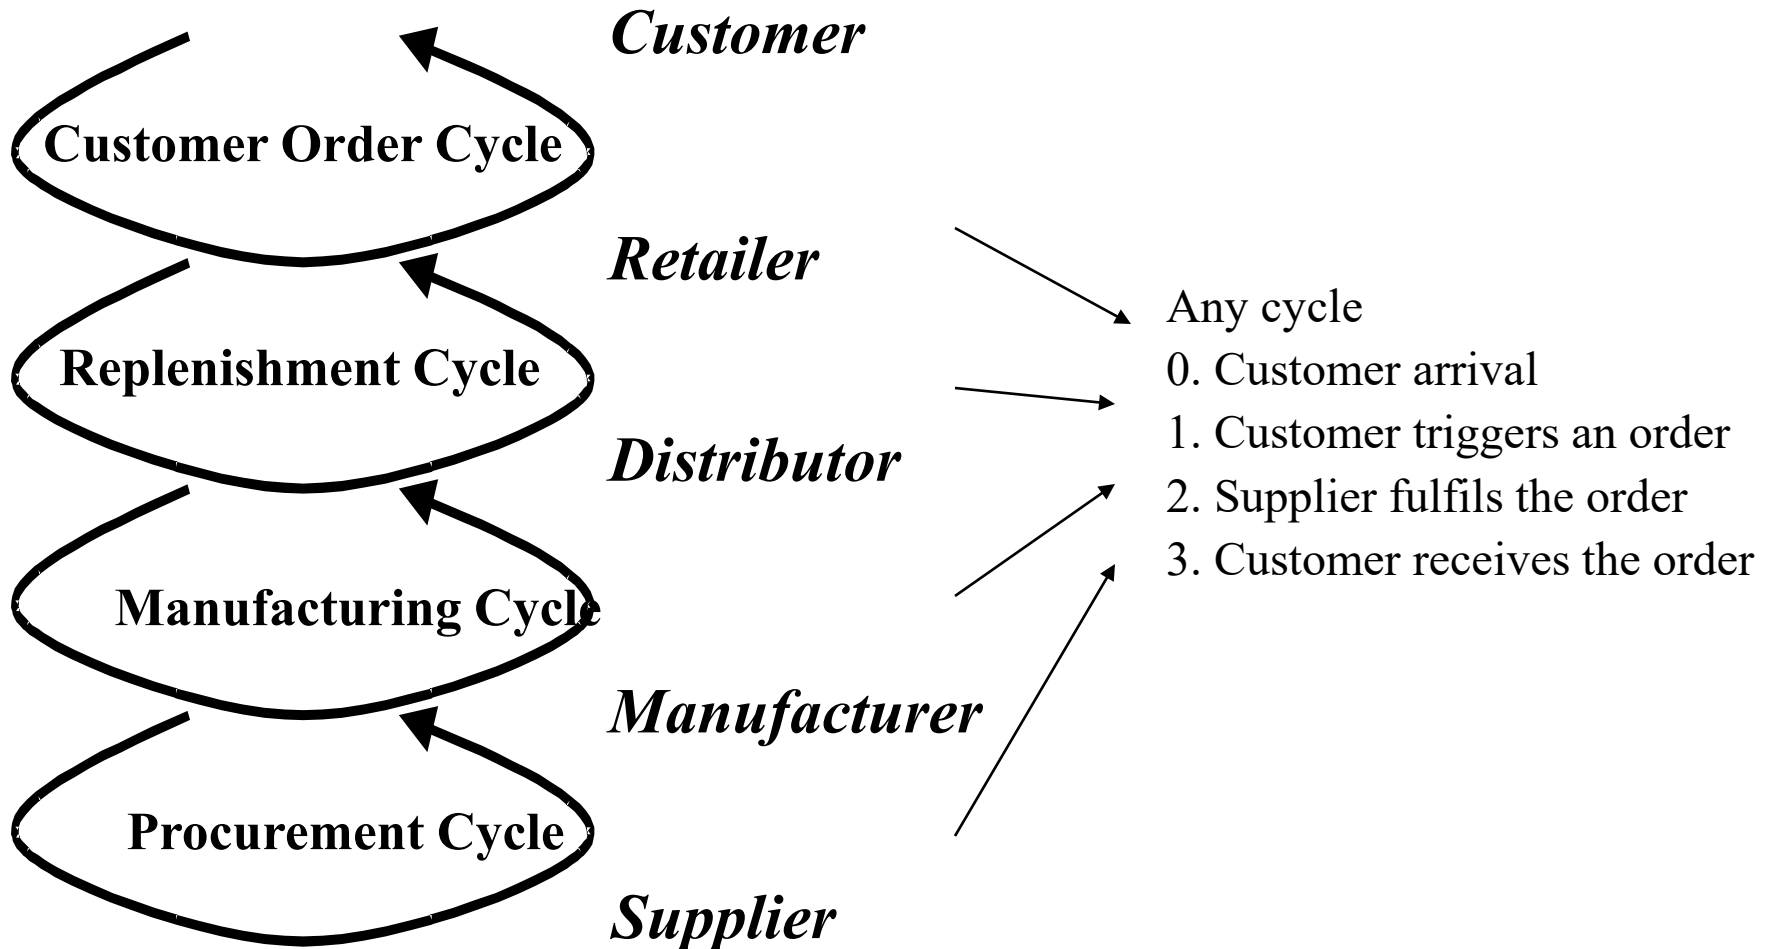 Customer
Customer Order Cycle
Retailer
Replenishment Cycle
Distributor
Manufacturing Cycle
Manufacturer
Procurement Cycle
Supplier
Any cycle
0. Customer arrival
1. Customer triggers an order
2. Supplier fulfils the order
3. Customer receives the order